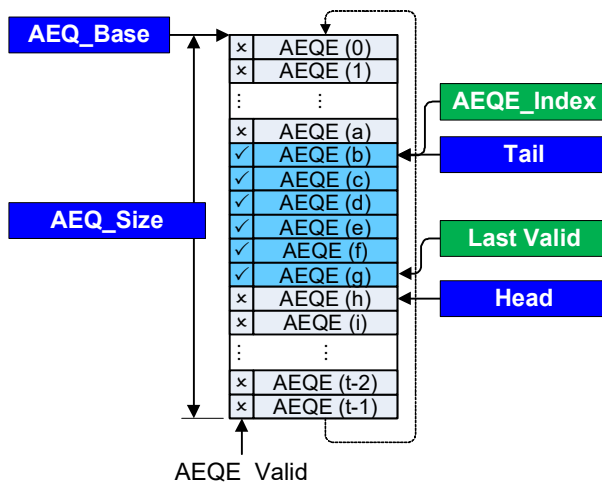 AEQ_Base
× AEQE (0)
× AEQE (1)
⋮ ⋮
AEQE_Index
× AEQE (a)
✓ AEQE (b)
Tail
✓ AEQE (c)
✓ AEQE (d)
AEQ_Size
✓ AEQE (e)
Last Valid
✓ AEQE (f)
✓ AEQE (g)
× AEQE (h)
Head
× AEQE (i)
⋮ ⋮
× AEQE (t-2)
× AEQE (t-1)
AEQE Valid